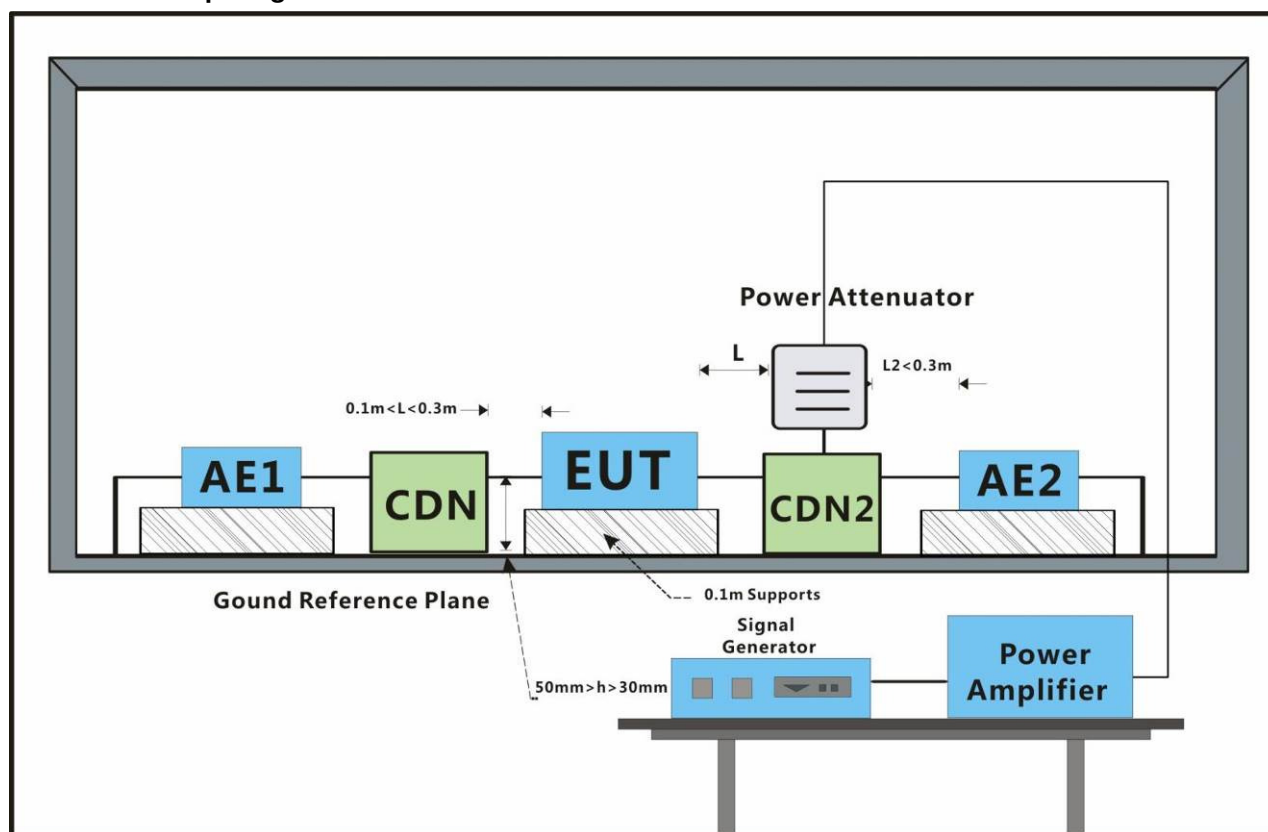 Power Attenuator
L
L2<0.3m
0.1m<L<0.3m
AE1
CDN
EUT
CDN2
AE2
Gound Reference Plane
0.1m Supports
Signal
Generator
50mm>h>30mm
Power
Amplifier